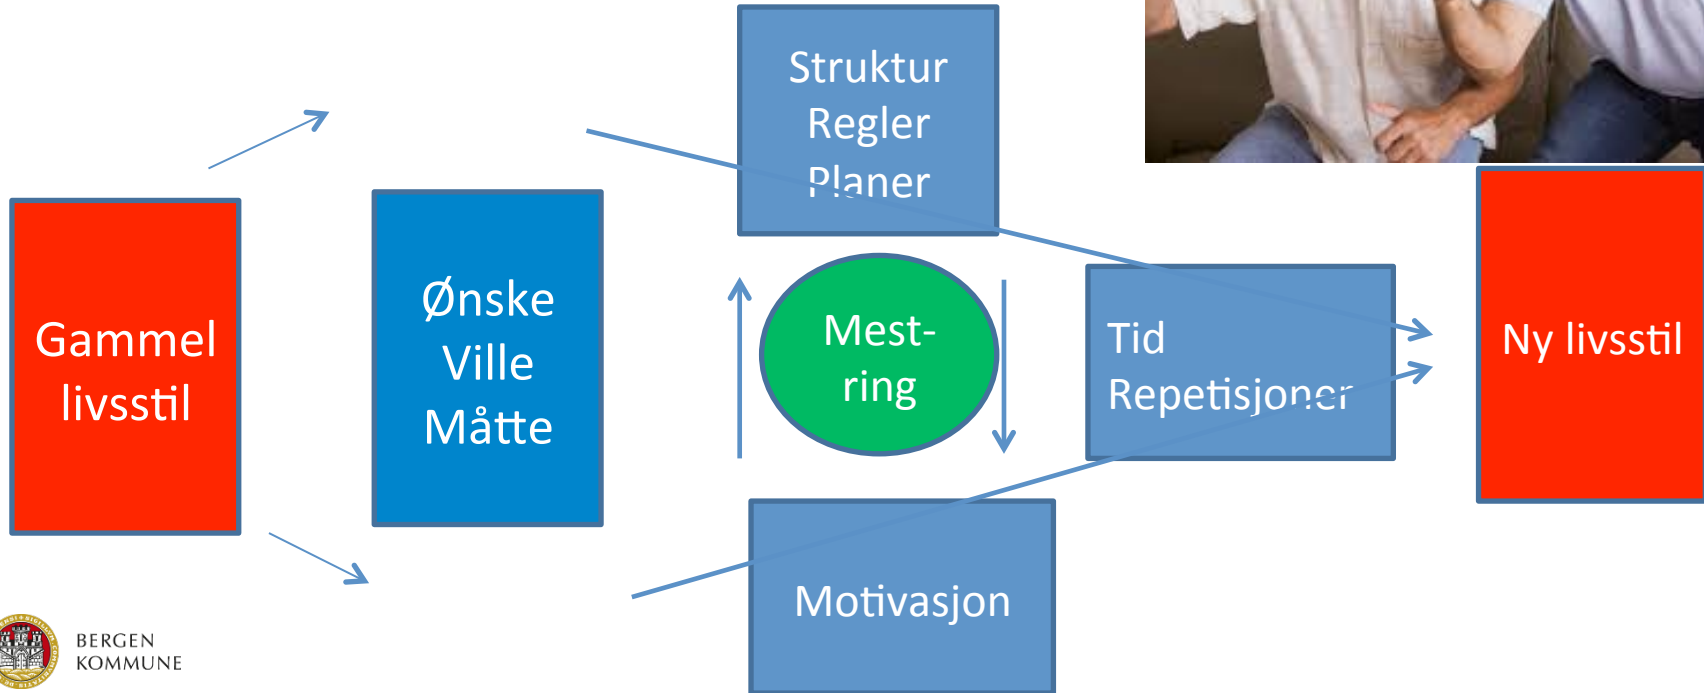 Struktur
Regler
Planer
Gammel
livsstil
Ønske
Ville
Måtte
Mest-
ring
Tid
Repetisjoner
Ny livsstil
Motivasjon
BERGEN
KOMMUNE